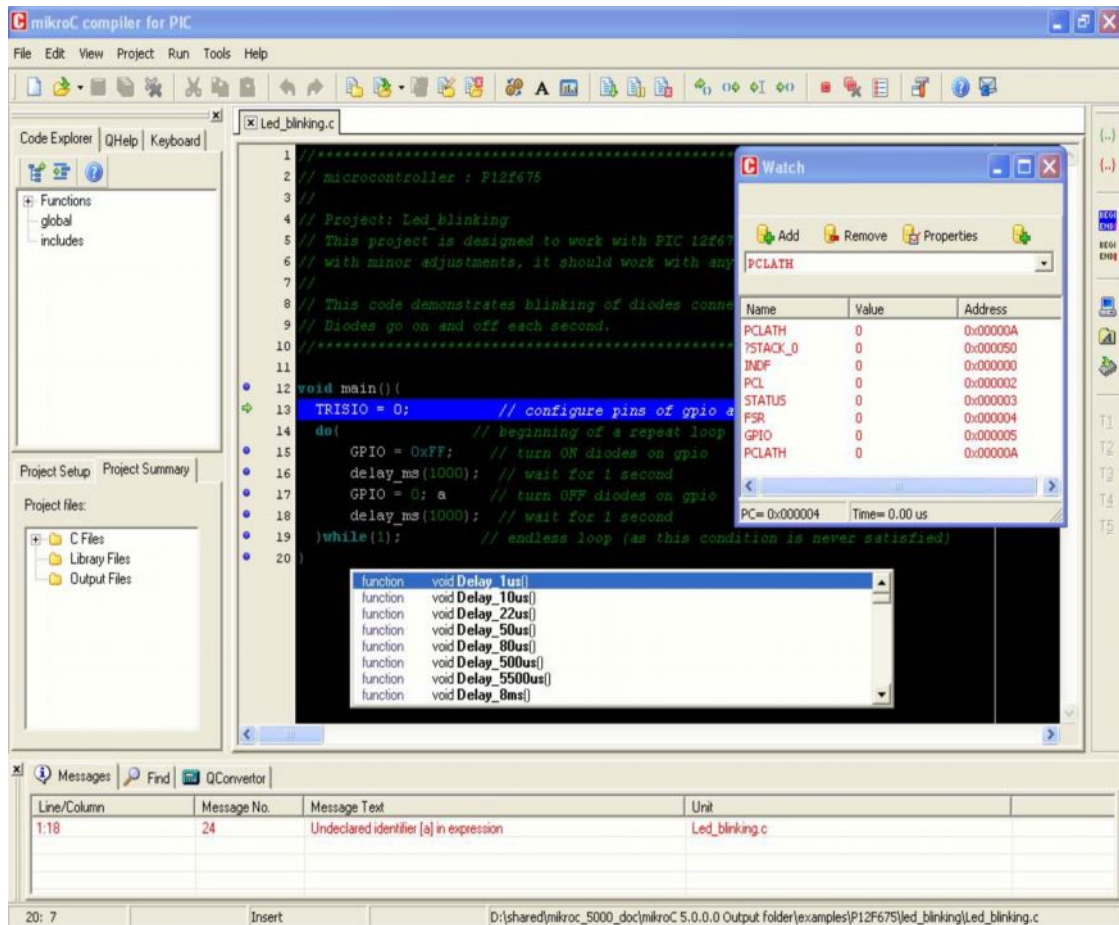 mikroC compiler for PIC
File Edit View Project Run Tools Help
Code Explorer QHelp Keyboard
Functions
global
includes
Project Setup Project Summary
Project files:
C Files
Library Files
Output Files
Led_blinking.c
1 //*******************************************************
2 // microcontroller : P12f675
3 //
4 // Project: Led_blinking
5 // This project is designed to work with PIC 12f67
6 // with minor adjustments, it should work with any
7 //
8 // This code demonstrates blinking of diodes conne
9 // Diodes go on and off each second.
10 //*******************************************************
11
12 void main(){
13 TRISIO = 0; // configure pins of gpio a
14 do{ // beginning of a repeat loop
15 GPIO = 0xFF; // turn ON diodes on gpio
16 delay_ms(1000); // wait for 1 second
17 GPIO = 0; a // turn OFF diodes on gpio
18 delay_ms(1000); // wait for 1 second
19 }while(1); // endless loop (as this condition is never satisfied)
20 }
function void Delay_1us()
function void Delay_10us()
function void Delay_22us()
function void Delay_50us()
function void Delay_80us()
function void Delay_500us()
function void Delay_5500us()
function void Delay_8ms()
Watch
Add Remove Properties
PCLATH
Name Value Address
PCLATH 0 0x00000A
?STACK_0 0 0x000050
INDF 0 0x000000
PCL 0 0x000002
STATUS 0 0x000003
FSR 0 0x000004
GPIO 0 0x000005
PCLATH 0 0x00000A
PC= 0x000004 Time= 0.00 us
T1
T2
T3
T4
T5
Messages Find QConvertor
Line/Column Message No. Message Text Unit
1:18 24 Undeclared identifier [a] in expression Led_blinking.c
20: 7 Insert D:\shared\mikroc_5000_doc\mikroC 5.0.0.0 Output folder\examples\P12F675\led_blinking\Led_blinking.c